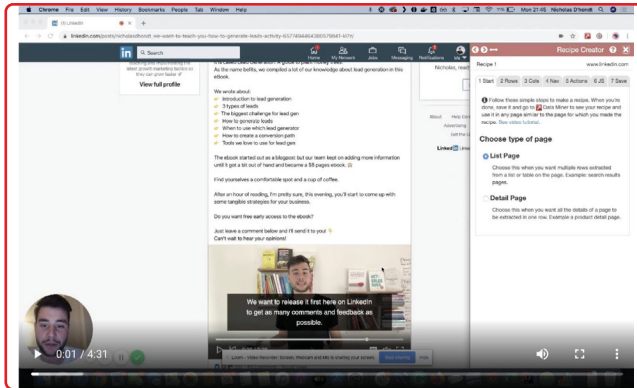 Chrome File Edit View History Bookmarks People Tab Window Help
Mon 21:45 Nicholas D'hondt
(9) LinkedIn
Search
Home
My Network
Jobs
Messaging
Notifications
Me
View full profile
As the name belits, we compiled a lot of our knowledge about lead generation in this
ebook.
We wrote about:
Introduction to lead generation
3 types of leads
The biggest challenge for lead gen
How to generate leads
When to use which lead generator
How to create a conversion path
Tools we love to use for lead gen
The ebook started out as a blogpost but our team kept on adding more information
until it got a bit out of hand and became a 58 pages ebook.
Find yourselves a comfortable spot and a cup of coffee.
After an hour of reading, I'm pretty sure, this evening, you'll start to come up with
some tangible strategies for your business.
Do you want free early access to the ebook?
Just leave a comment below and I'll send it to your
Can't wait to hear your opinions!
We want to release it first here on LinkedIn
to get as many comments and feedback as
possible.
Stop sharing
Hide
About Help Cen
Advertising
LinkedIn
Recipe Creator
Recipe 1
www.linkedin.com
1 Start 2 Rows 3 Cols 4 Nav 5 Actions 6 JS 7 Save
Follow these simple steps to make a recipe. When you're
done, save it and go to Data Miner to see your recipe and
use it in any page similar to the page for which you made the
recipe. See video tutorial.
Choose type of page
List Page
Choose this when you want multiple rows extracted
from a list or table on the page. Example: search results
pages.
Detail Page
Choose this when you want all the details of a page to
be extracted in one row. Example a product detail page.
0:01 / 4:31